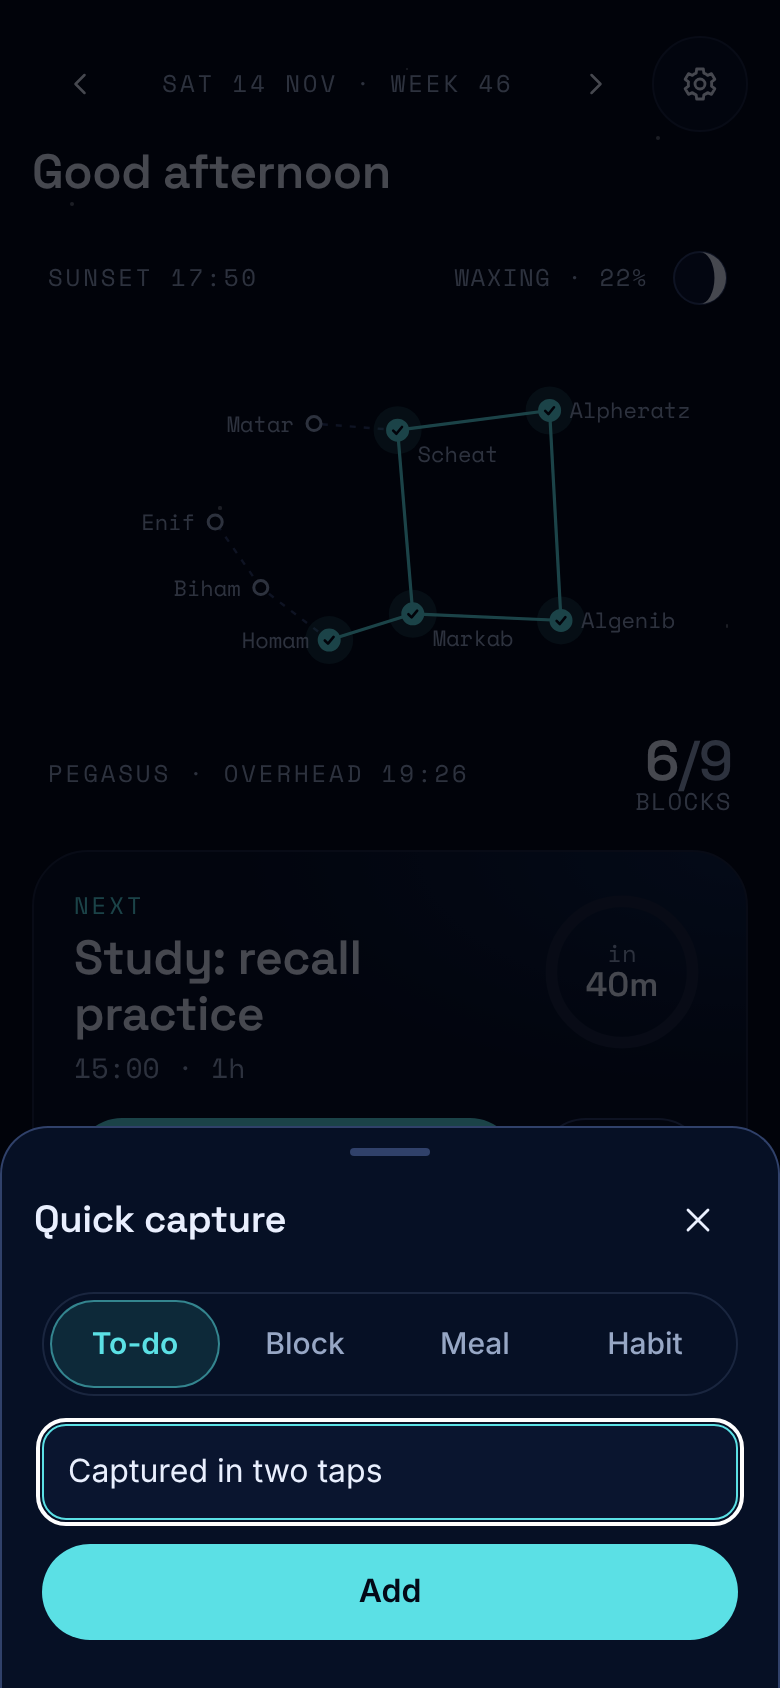 SAT 14 NOV · WEEK 46
Good afternoon
SUNSET 17:50
WAXING · 22%
Matar
Alpheratz
Scheat
Enif
Biham
Homam
Markab
Algenib
PEGASUS · OVERHEAD 19:26
6/9
BLOCKS
NEXT
Study: recall
practice
in
40m
15:00 · 1h
Quick capture
To-do
Block
Meal
Habit
Captured in two taps
Add